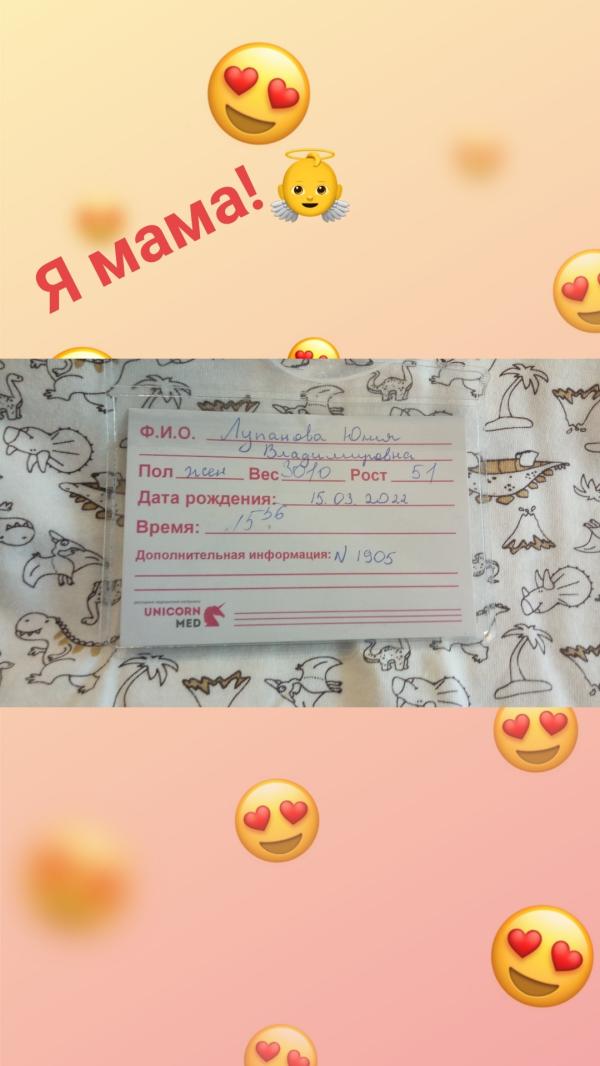 Я мама!
Ф.И.О. Лупанова Юлия
Владимировна
Пол жен Вес 3010 Рост 51
Дата рождения: 15.03.2022
Время: 15 56
Дополнительная информация: N 1905
UNICORN
MED